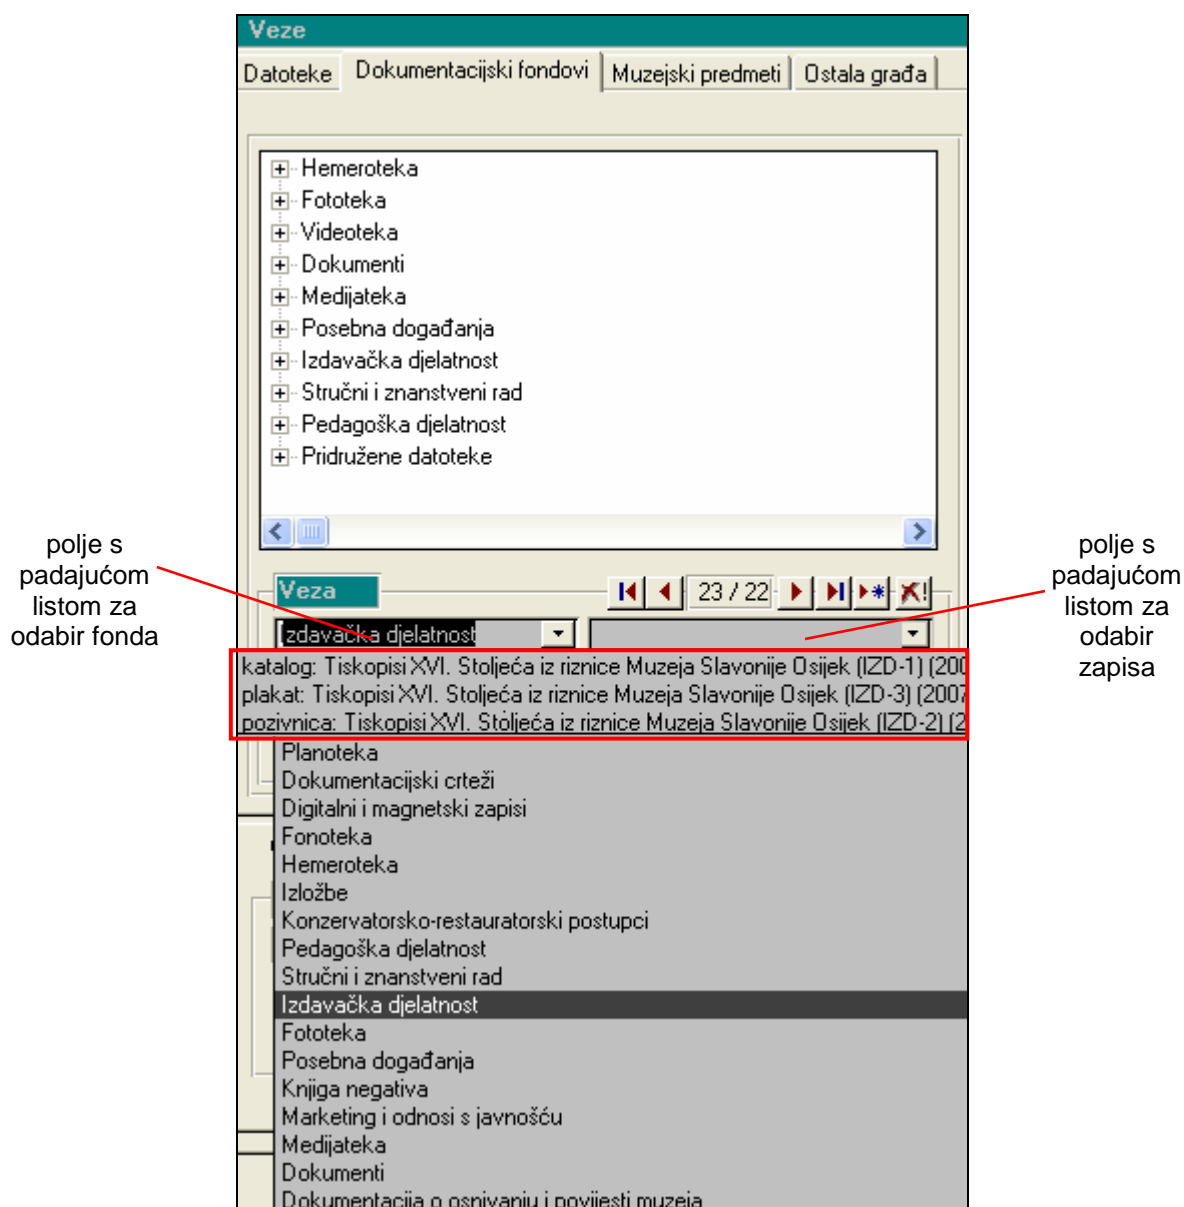 Veze
Datoteke Dokumentacijski fondovi Muzejski predmeti Ostala građa
Hemeroteka
Fototeka
Videoteka
Dokumenti
Medijateka
Posebna događanja
Izdavačka djelatnost
Stručni i znanstveni rad
Pedagoška djelatnost
Pridružene datoteke
polje s
padajućom
listom za
odabir fonda
polje s
padajućom
listom za
odabir
zapisa
Veza 23 / 22
Izdavačka djelatnost
katalog: Tiskopisi XVI. Stoljeća iz riznice Muzeja Slavonije Osijek (IZD-1) (200
plakat: Tiskopisi XVI. Stoljeća iz riznice Muzeja Slavonije Osijek (IZD-3) (2007
pozivnica: Tiskopisi XVI. Stoljeća iz riznice Muzeja Slavonije Osijek (IZD-2) (2
Planoteka
Dokumentacijski crteži
Digitalni i magnetski zapisi
Fonoteka
Hemeroteka
Izložbe
Konzervatorsko-restauratorski postupci
Pedagoška djelatnost
Stručni i znanstveni rad
Izdavačka djelatnost
Fototeka
Posebna događanja
Knjiga negativa
Marketing i odnosi s javnošću
Medijateka
Dokumenti
Dokumentacija o osnivanju i povijesti muzeja